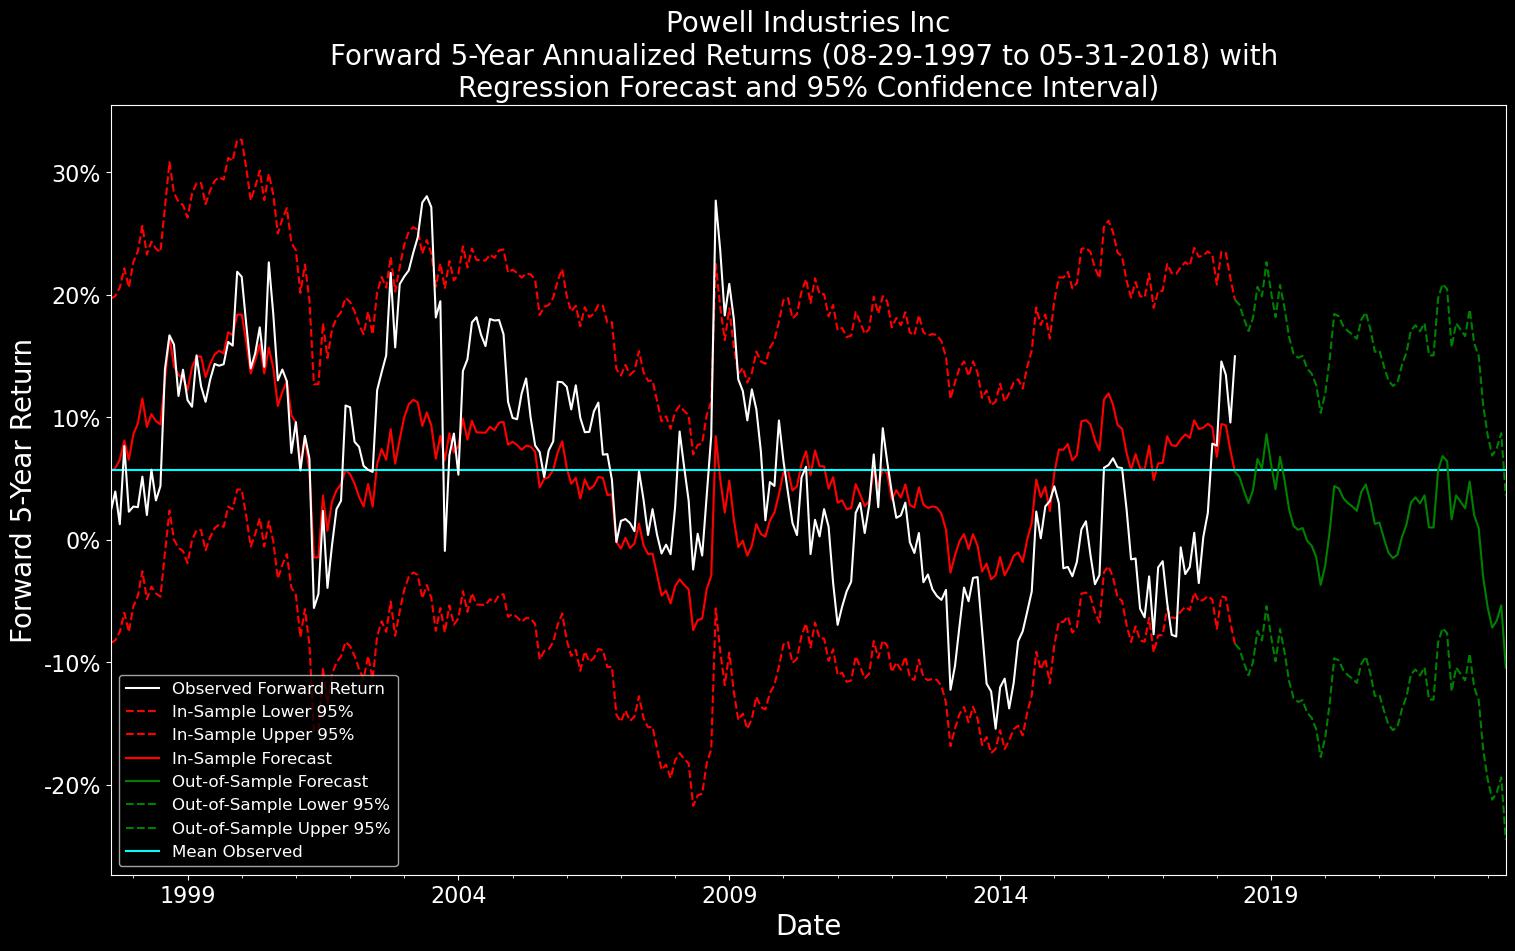 Powell Industries Inc
Forward 5-Year Annualized Returns (08-29-1997 to 05-31-2018) with
Regression Forecast and 95% Confidence Interval)
Forward 5-Year Return
30%
20%
10%
0%
-10%
-20%
Observed Forward Return
In-Sample Lower 95%
In-Sample Upper 95%
In-Sample Forecast
Out-of-Sample Forecast
Out-of-Sample Lower 95%
Out-of-Sample Upper 95%
Mean Observed
1999
2004
2009
2014
2019
Date